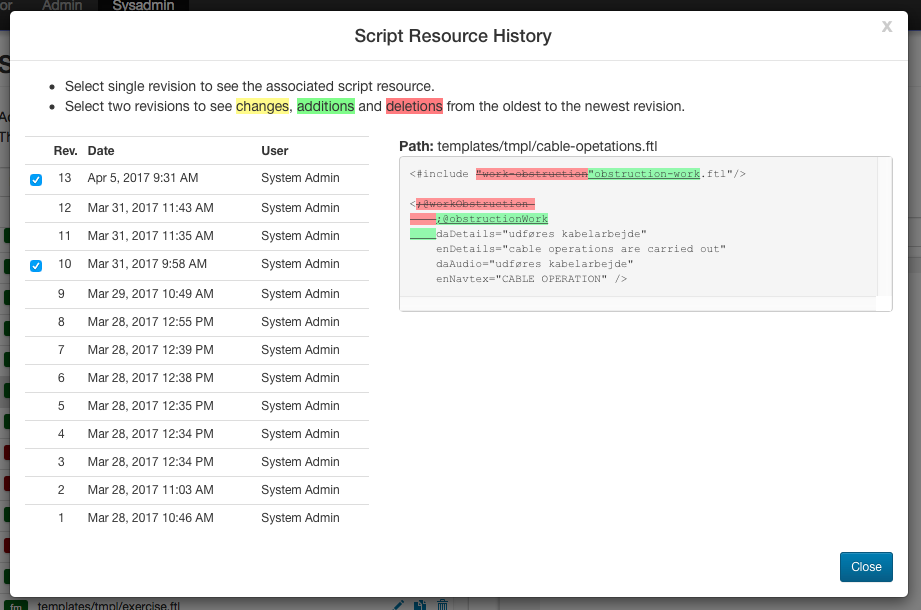 Admin Sysadmin
Script Resource History
x
• Select single revision to see the associated script resource.
• Select two revisions to see changes, additions and deletions from the oldest to the newest revision.
Rev. Date User
13 Apr 5, 2017 9:31 AM System Admin
12 Mar 31, 2017 11:43 AM System Admin
11 Mar 31, 2017 11:35 AM System Admin
10 Mar 31, 2017 9:58 AM System Admin
9 Mar 29, 2017 10:49 AM System Admin
8 Mar 28, 2017 12:55 PM System Admin
7 Mar 28, 2017 12:39 PM System Admin
6 Mar 28, 2017 12:38 PM System Admin
5 Mar 28, 2017 12:35 PM System Admin
4 Mar 28, 2017 12:34 PM System Admin
3 Mar 28, 2017 12:34 PM System Admin
2 Mar 28, 2017 11:03 AM System Admin
1 Mar 28, 2017 10:46 AM System Admin
Path: templates/tmpl/cable-opetations.ftl
<#include "work-obstruction"obstruction-work.ftl"/>
<;@workObstruction
;@obstructionWork
daDetails="udføres kabelarbejde"
enDetails="cable operations are carried out"
daAudio="udføres kabelarbejde"
enNavtex="CABLE OPERATION" />
Close
fm templates/tmpl/exercise.ftl